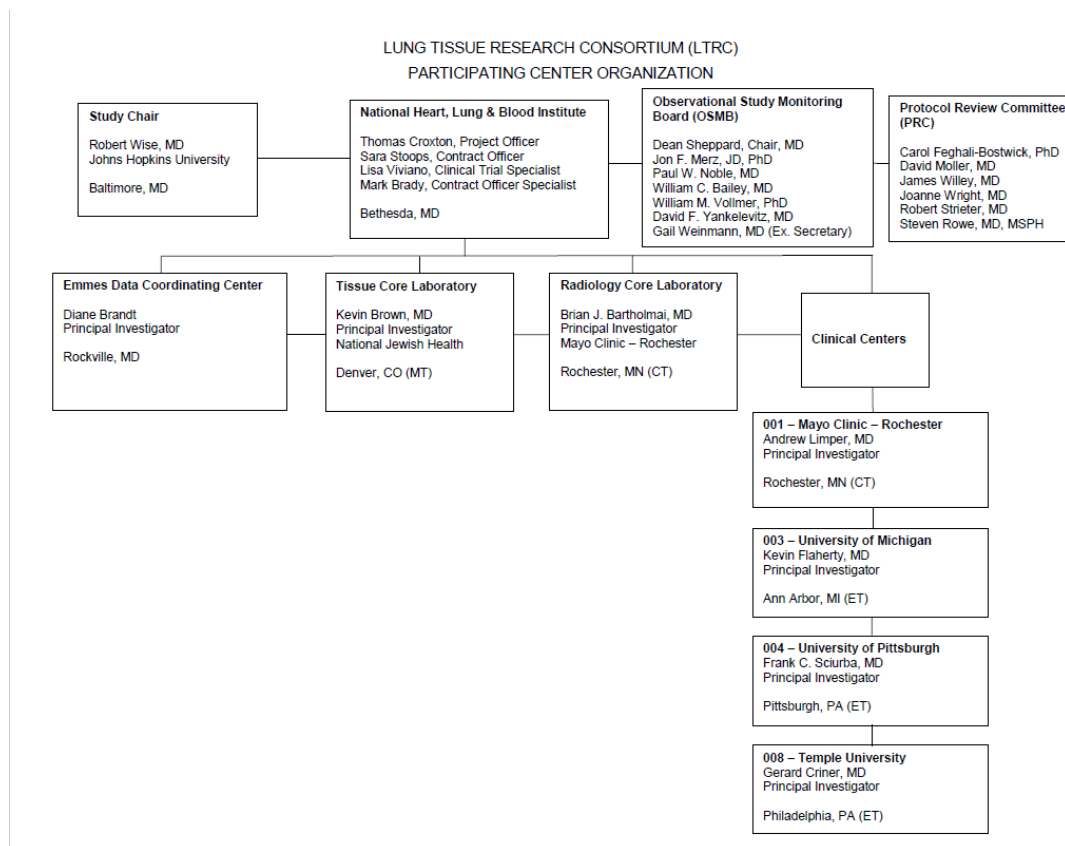 LUNG TISSUE RESEARCH CONSORTIUM (LTRC)
PARTICIPATING CENTER ORGANIZATION
Study Chair
Robert Wise, MD
Johns Hopkins University
Baltimore, MD
National Heart, Lung & Blood Institute
Thomas Croxton, Project Officer
Sara Stoops, Contract Officer
Lisa Viviano, Clinical Trial Specialist
Mark Brady, Contract Officer Specialist
Bethesda, MD
Observational Study Monitoring
Board (OSMB)
Dean Sheppard, Chair, MD
Jon F. Merz, JD, PhD
Paul W. Noble, MD
William C. Bailey, MD
William M. Vollmer, PhD
David F. Yankelevitz, MD
Gail Weinmann, MD (Ex. Secretary)
Protocol Review Committee
(PRC)
Carol Feghali-Bostwick, PhD
David Moller, MD
James Willey, MD
Joanne Wright, MD
Robert Strieter, MD
Steven Rowe, MD, MSPH
Emmes Data Coordinating Center
Diane Brandt
Principal Investigator
Rockville, MD
Tissue Core Laboratory
Kevin Brown, MD
Principal Investigator
National Jewish Health
Denver, CO (MT)
Radiology Core Laboratory
Brian J. Bartholmai, MD
Principal Investigator
Mayo Clinic – Rochester
Rochester, MN (CT)
Clinical Centers
001 – Mayo Clinic – Rochester
Andrew Limper, MD
Principal Investigator
Rochester, MN (CT)
003 – University of Michigan
Kevin Flaherty, MD
Principal Investigator
Ann Arbor, MI (ET)
004 – University of Pittsburgh
Frank C. Sciurba, MD
Principal Investigator
Pittsburgh, PA (ET)
008 – Temple University
Gerard Criner, MD
Principal Investigator
Philadelphia, PA (ET)